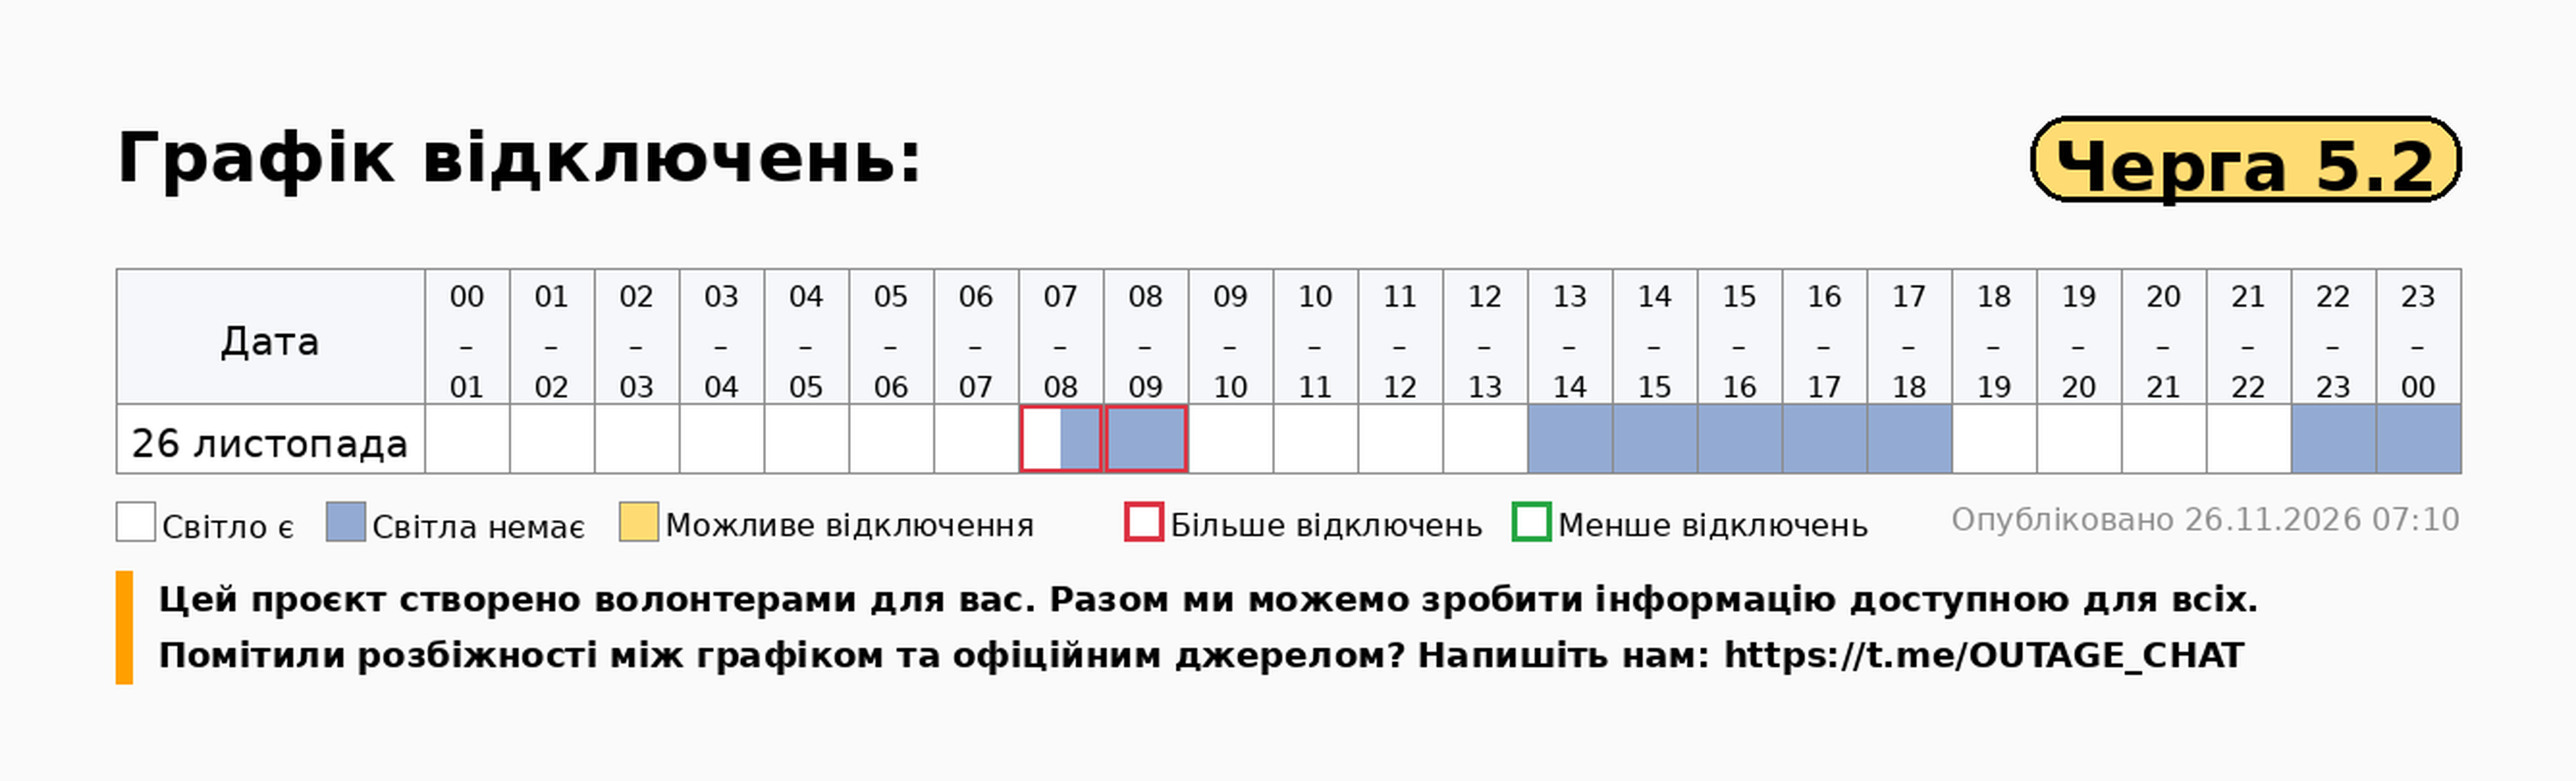 Графік відключень:
Черга 5.2
Дата
00 – 01
01 – 02
02 – 03
03 – 04
04 – 05
05 – 06
06 – 07
07 – 08
08 – 09
09 – 10
10 – 11
11 – 12
12 – 13
13 – 14
14 – 15
15 – 16
16 – 17
17 – 18
18 – 19
19 – 20
20 – 21
21 – 22
22 – 23
23 – 00
26 листопада
Світло є
Світла немає
Можливе відключення
Більше відключень
Менше відключень
Опубліковано 26.11.2026 07:10
Цей проєкт створено волонтерами для вас. Разом ми можемо зробити інформацію доступною для всіх.
Помітили розбіжності між графіком та офіційним джерелом? Напишіть нам: https://t.me/OUTAGE_CHAT